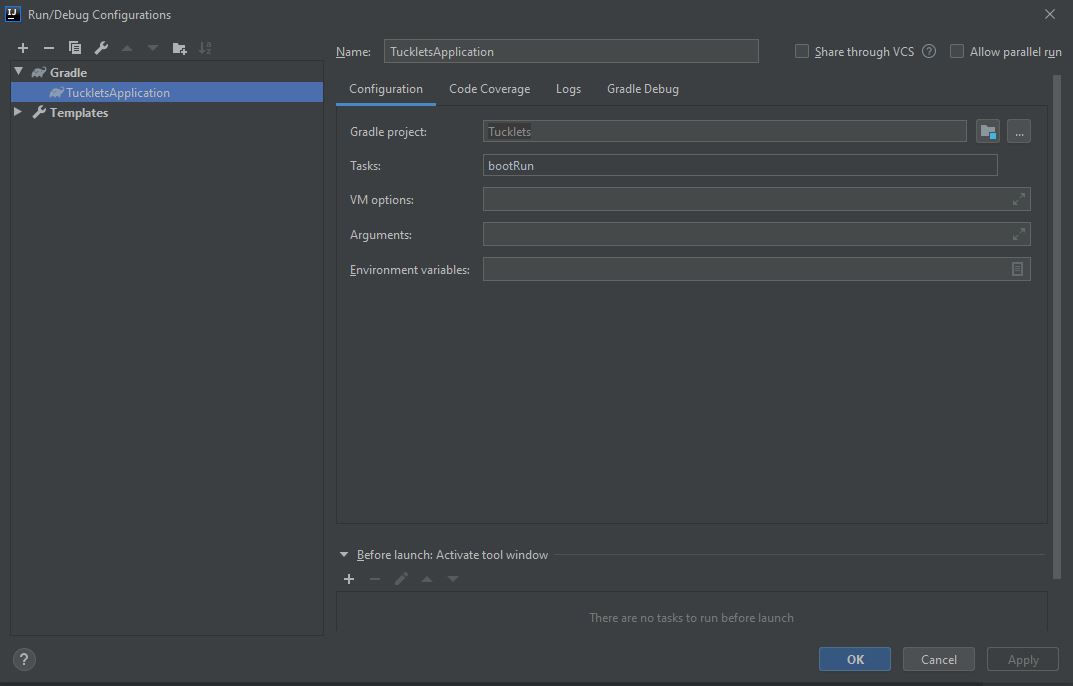 IJ
Run/Debug Configurations
Name: TuckletsApplication Share through VCS ? Allow parallel run
Gradle
TuckletsApplication
Templates
Configuration Code Coverage Logs Gradle Debug
Gradle project: Tucklets ...
Tasks: bootRun
VM options:
Arguments:
Environment variables:
Before launch: Activate tool window
There are no tasks to run before launch
? OK Cancel Apply